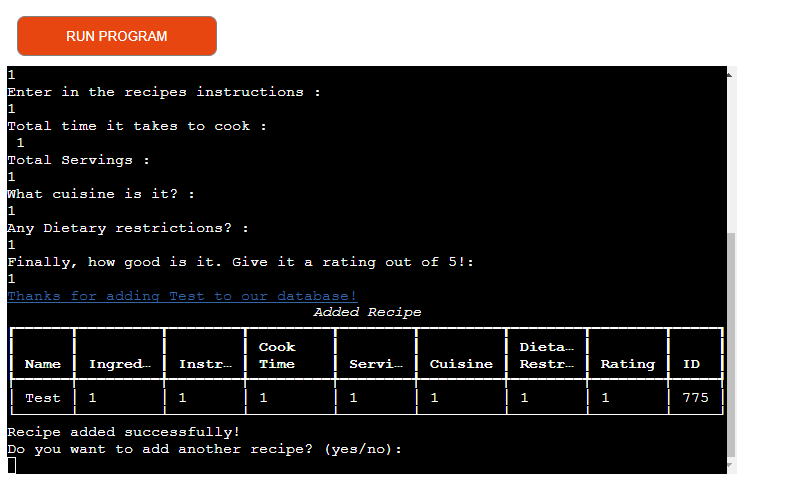 RUN PROGRAM
1
Enter in the recipes instructions :
1
Total time it takes to cook :
1
Total Servings :
1
What cuisine is it? :
1
Any Dietary restrictions? :
1
Finally, how good is it. Give it a rating out of 5!:
1
Thanks for adding Test to our database!
Added Recipe
Cook Dieta…
Name Ingred… Instr… Time Servi… Cuisine Restr… Rating ID
Test 1 1 1 1 1 1 1 775
Recipe added successfully!
Do you want to add another recipe? (yes/no):